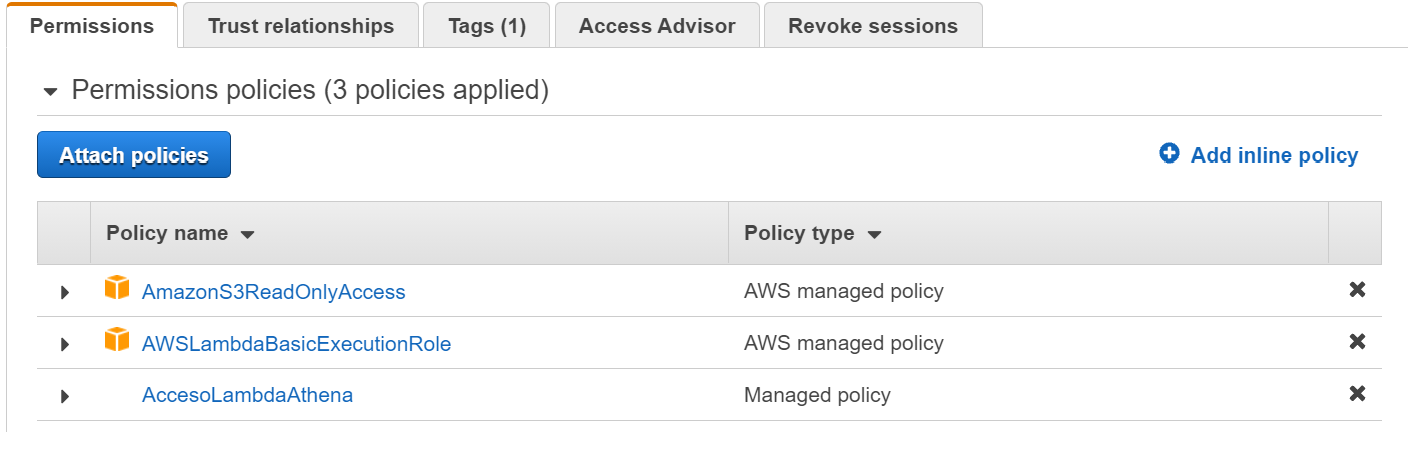 Permissions Trust relationships Tags (1) Access Advisor Revoke sessions
Permissions policies (3 policies applied)
Attach policies Add inline policy
Policy name Policy type
AmazonS3ReadOnlyAccess AWS managed policy
AWSLambdaBasicExecutionRole AWS managed policy
AccesoLambdaAthena Managed policy